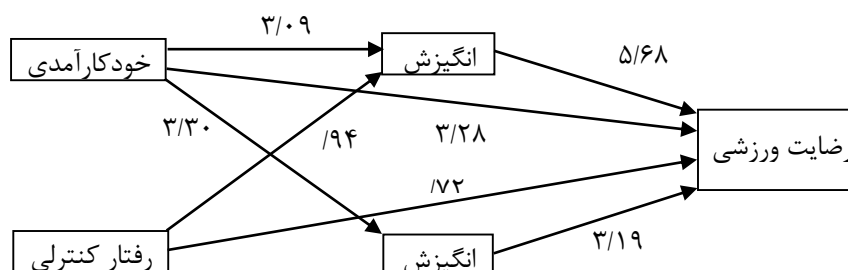 ۳/۰۹
انگیزش
۵/۶۸
خودکارآمدی
۳/۳۰
/۹۴
۳/۲۸
رضایت ورزشی
/۷۲
رفتار کنترلی
انگیزش
۳/۱۹